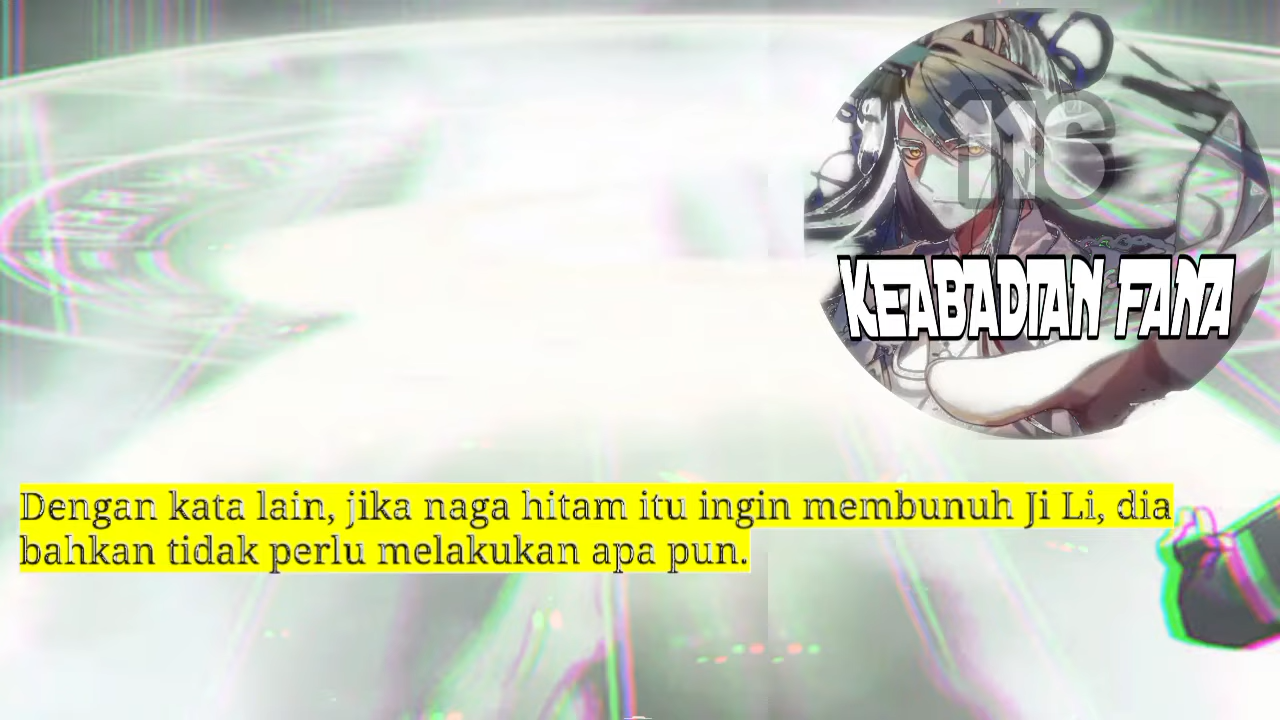 116
KEABADIAN FANA
Dengan kata lain, jika naga hitam itu ingin membunuh Ji Li, dia
bahkan tidak perlu melakukan apa pun.